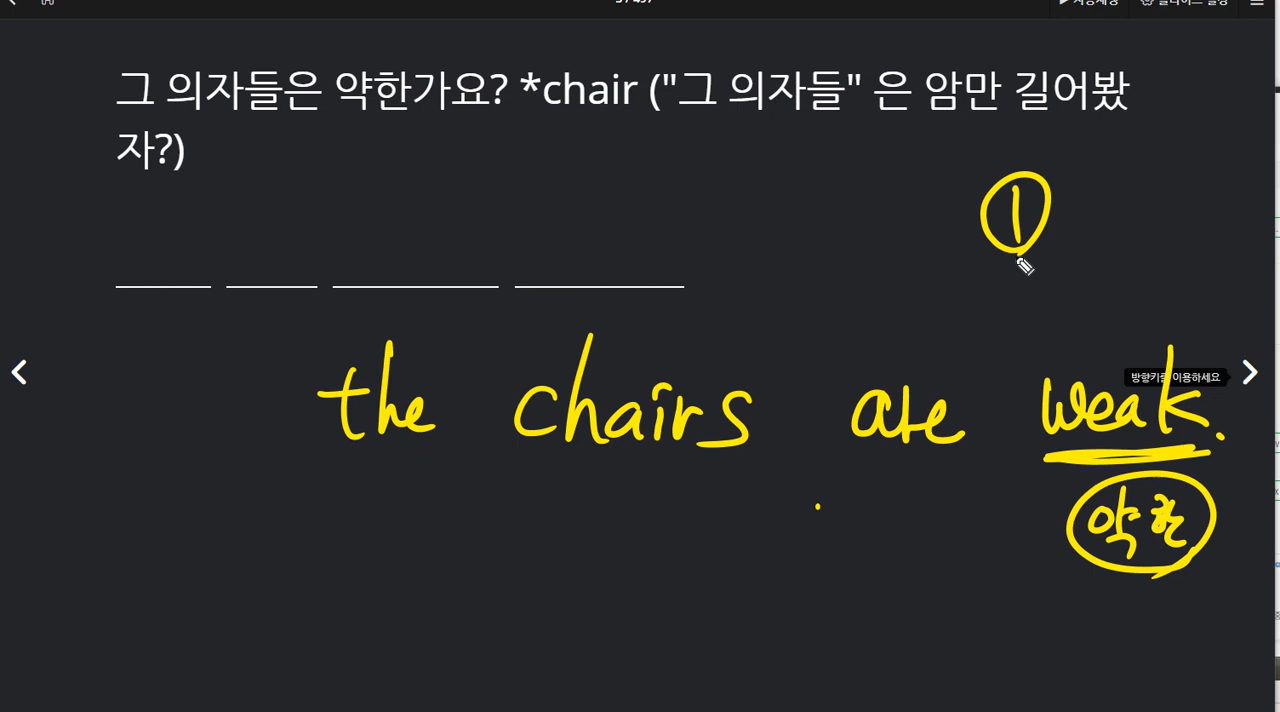 그 의자들은 약한가요? *chair ("그 의자들" 은 암만 길어봤
자?)
①
the chairs are weak.
방향키를 이용하세요
약한